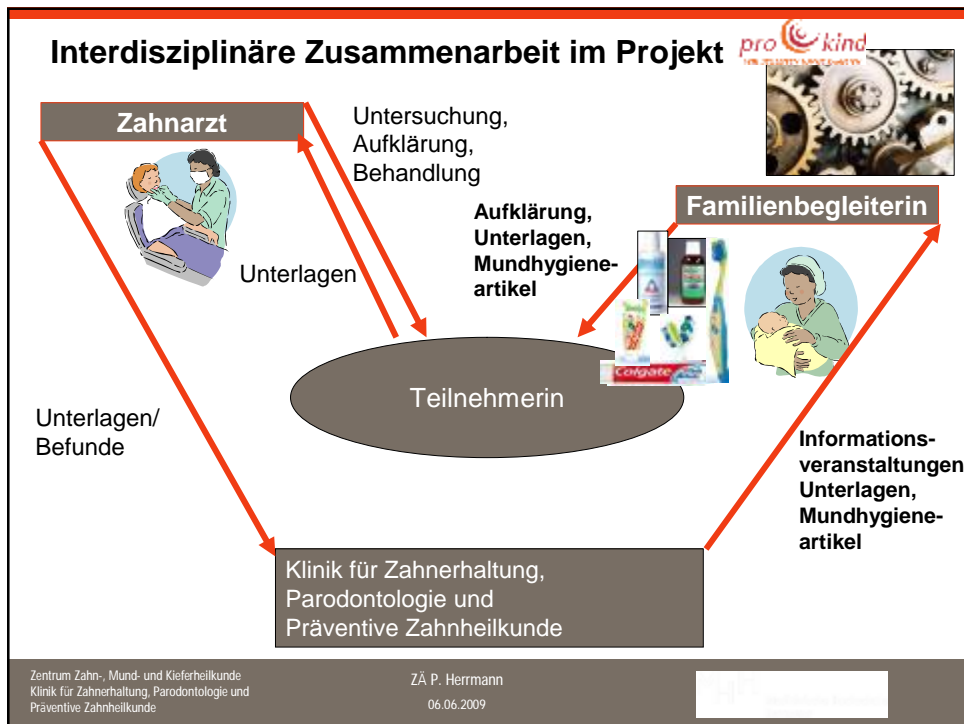 Interdisziplinäre Zusammenarbeit im Projekt
pro kind
Zahnarzt
Untersuchung,
Aufklärung,
Behandlung
Familienbegleiterin
Aufklärung,
Unterlagen,
Mundhygiene-
artikel
Unterlagen
Colgate
Teilnehmerin
Unterlagen/
Befunde
Informations-
veranstaltungen
Unterlagen,
Mundhygiene-
artikel
Klinik für Zahnerhaltung,
Parodontologie und
Präventive Zahnheilkunde
Zentrum Zahn-, Mund- und Kieferheilkunde
Klinik für Zahnerhaltung, Parodontologie und
Präventive Zahnheilkunde
ZÄ P. Herrmann
06.06.2009